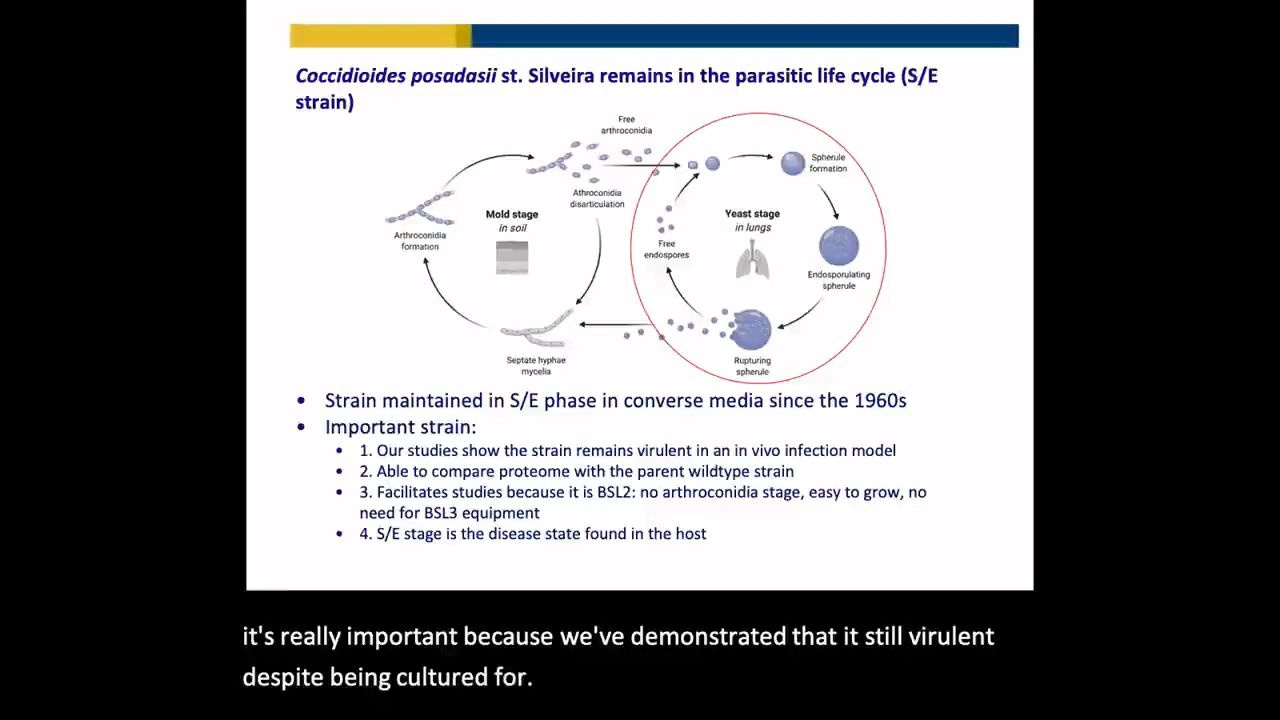 Coccidioides posadasii st. Silveira remains in the parasitic life cycle (S/E
strain)
Free
arthroconidia
Athroconidia
disarticulation
Mold stage
in soil
Arthroconidia
formation
Septate hyphae
mycelia
Spherule
formation
Yeast stage
in lungs
Free
endospores
Endosporulating
spherule
Rupturing
spherule
• Strain maintained in S/E phase in converse media since the 1960s
• Important strain:
• 1. Our studies show the strain remains virulent in an in vivo infection model
• 2. Able to compare proteome with the parent wildtype strain
• 3. Facilitates studies because it is BSL2: no arthroconidia stage, easy to grow, no
need for BSL3 equipment
• 4. S/E stage is the disease state found in the host
it's really important because we've demonstrated that it still virulent
despite being cultured for.